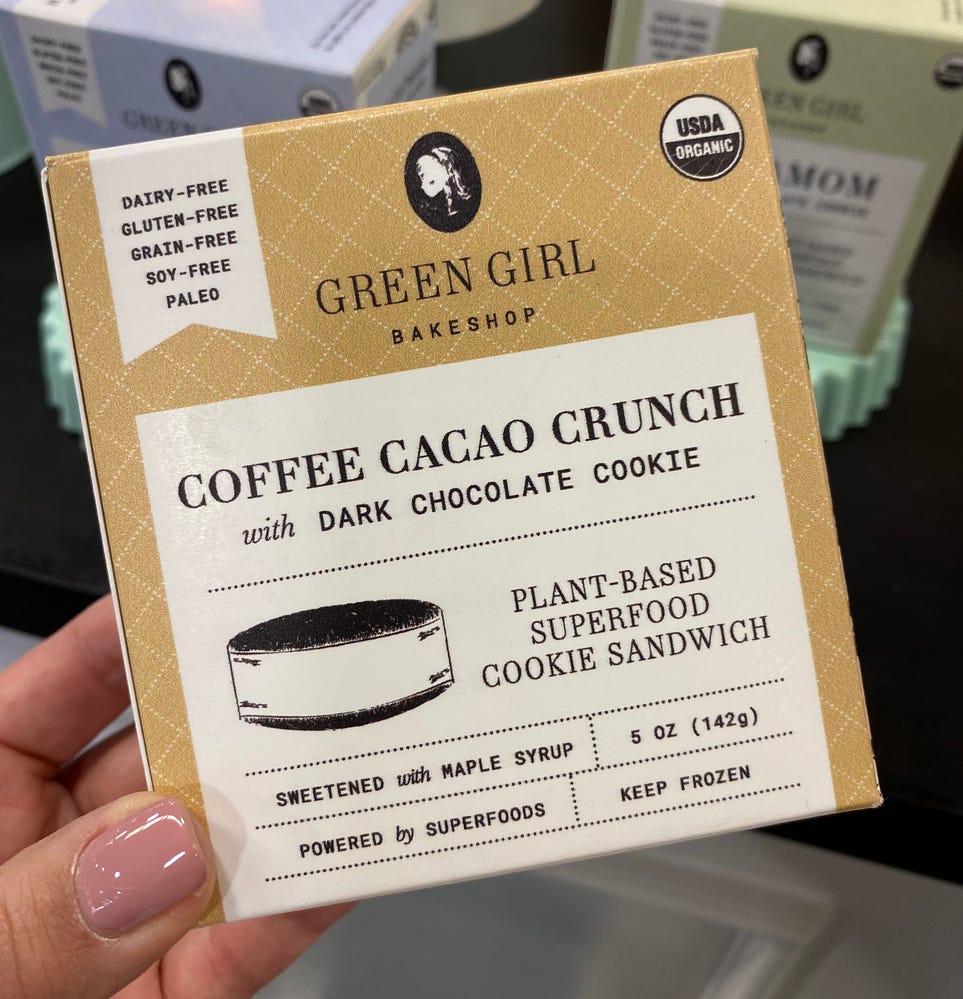 DAIRY-FREE
GLUTEN-FREE
GRAIN-FREE
SOY-FREE
PALEO
USDA
ORGANIC
GREEN GIRL
BAKESHOP
COFFEE CACAO CRUNCH
with DARK CHOCOLATE COOKIE
PLANT-BASED
SUPERFOOD
COOKIE SANDWICH
SWEETENED with MAPLE SYRUP
5 OZ (142g)
POWERED by SUPERFOODS
KEEP FROZEN
GREEN
GIRL